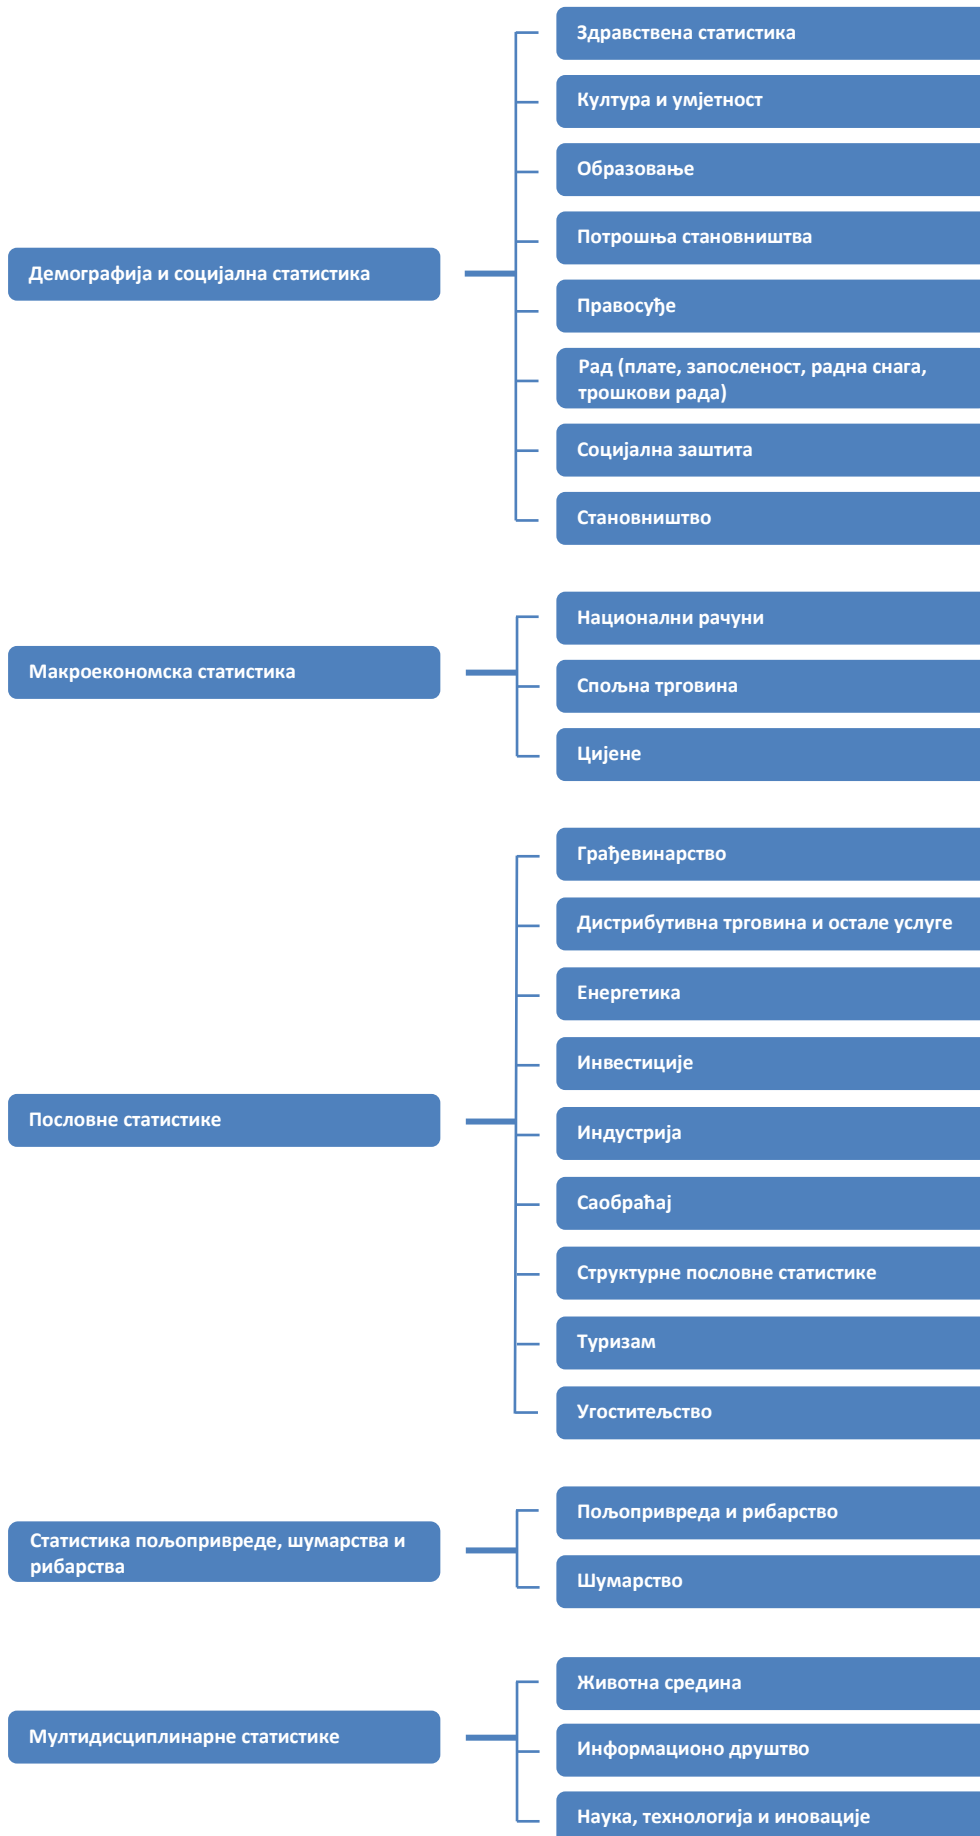 Демографија и социјална статистика
Здравствена статистика
Култура и умјетност
Образовање
Потрошња становништва
Правосуђе
Рад (плате, запосленост, радна снага,
трошкови рада)
Социјална заштита
Становништво
Макроекономска статистика
Национални рачуни
Спољна трговина
Цијене
Пословне статистике
Грађевинарство
Дистрибутивна трговина и остале услуге
Енергетика
Инвестиције
Индустрија
Саобраћај
Структурне пословне статистике
Туризам
Угоститељство
Статистика пољопривреде, шумарства и
рибарства
Пољопривреда и рибарство
Шумарство
Мултидисциплинарне статистике
Животна средина
Информационо друштво
Наука, технологија и иновације